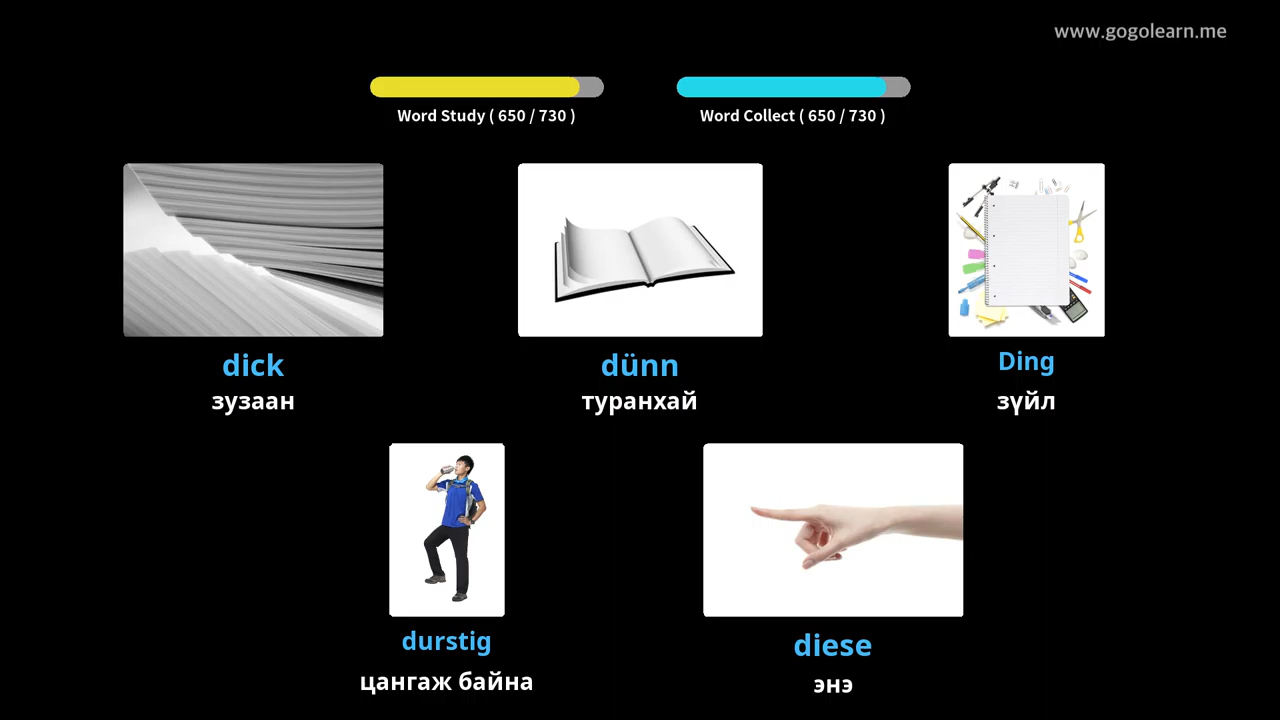 www.gogolearn.me
Word Study ( 650 / 730 )
Word Collect ( 650 / 730 )
dick
зузаан
dünn
туранхай
Ding
зүйл
durstig
цангаж байна
diese
энэ